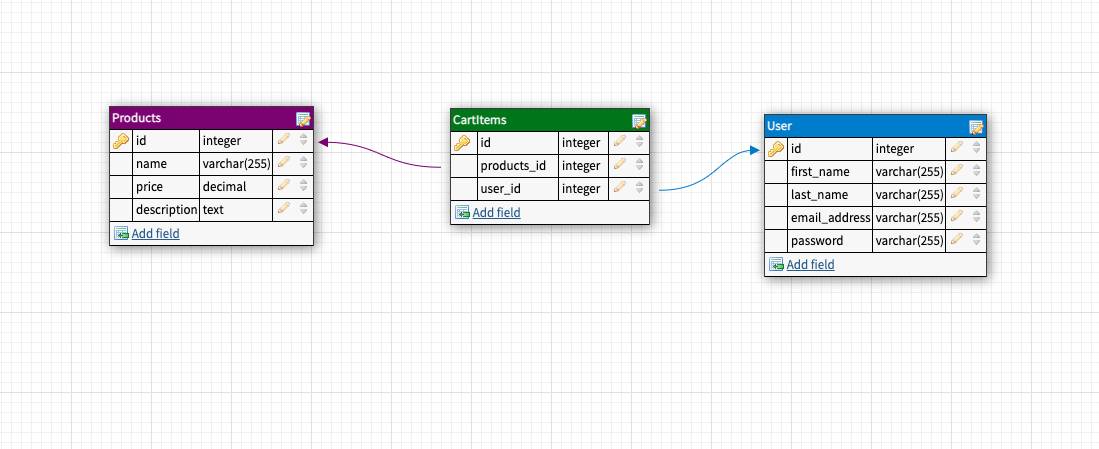 Products
id integer
name varchar(255)
price decimal
description text
Add field
CartItems
id integer
products_id integer
user_id integer
Add field
User
id integer
first_name varchar(255)
last_name varchar(255)
email_address varchar(255)
password varchar(255)
Add field